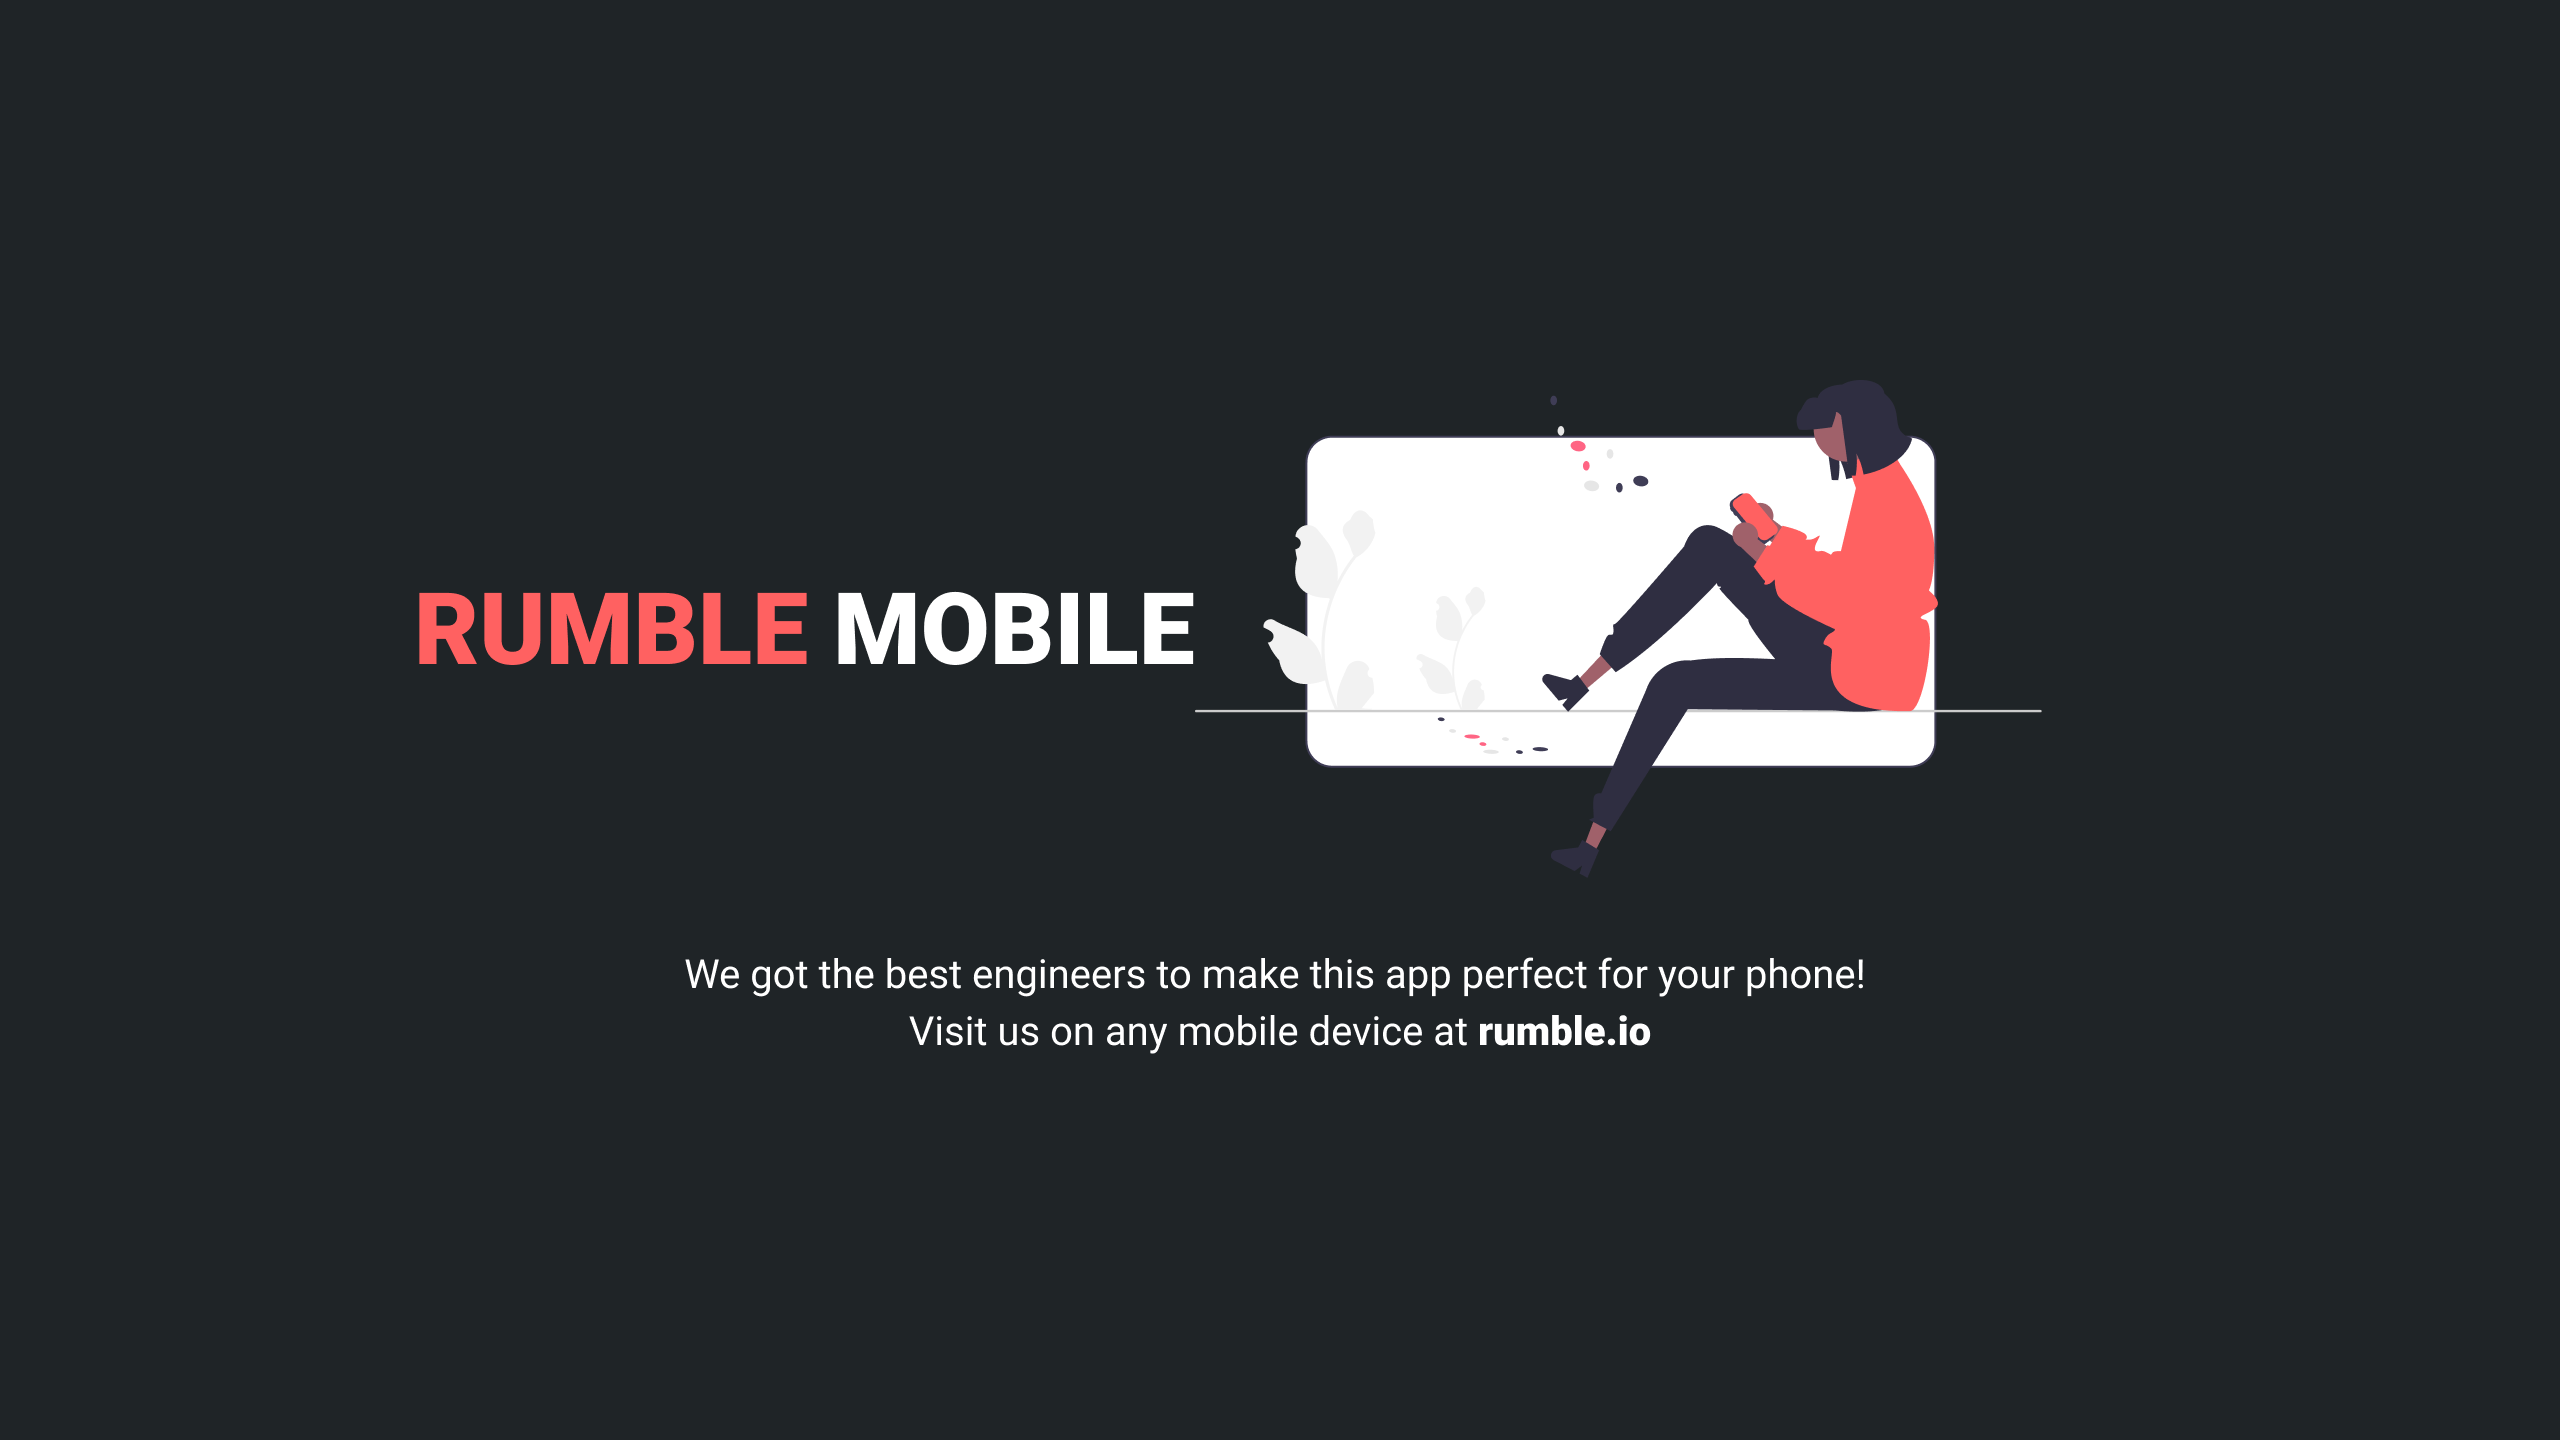 RUMBLE MOBILE
We got the best engineers to make this app perfect for your phone!
Visit us on any mobile device at rumble.io